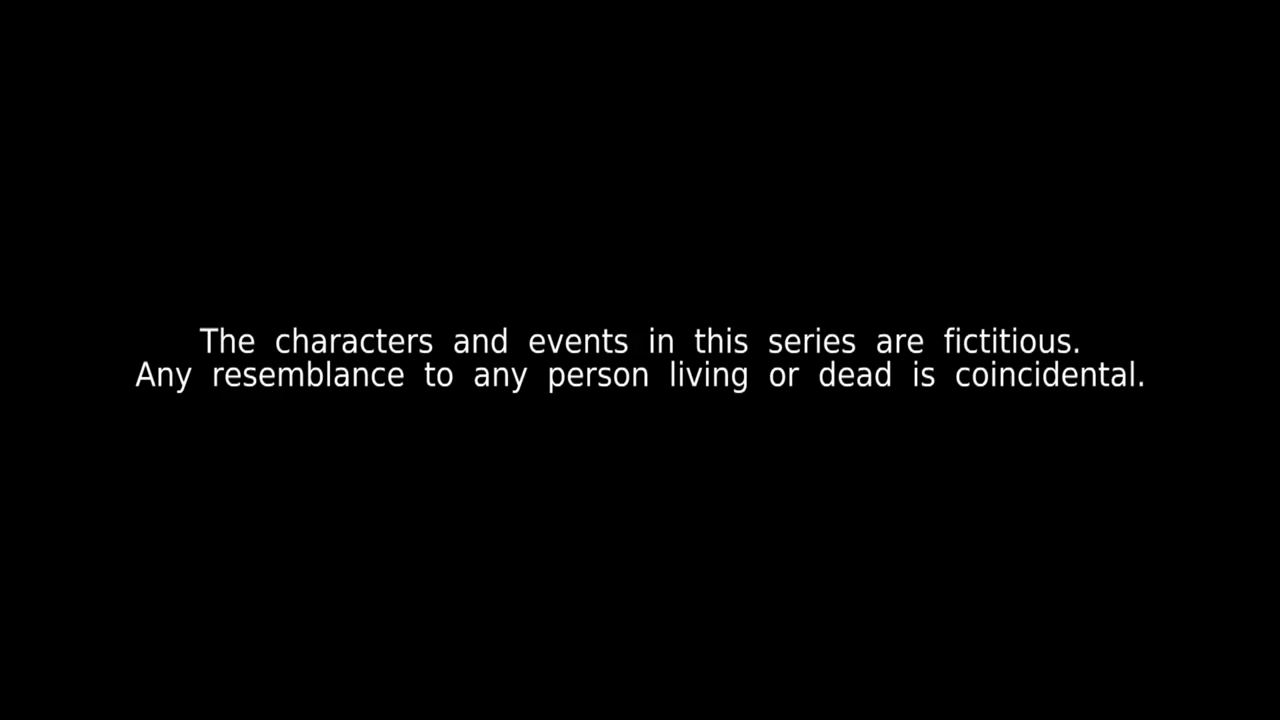 The characters and events in this series are fictitious.
Any resemblance to any person living or dead is coincidental.